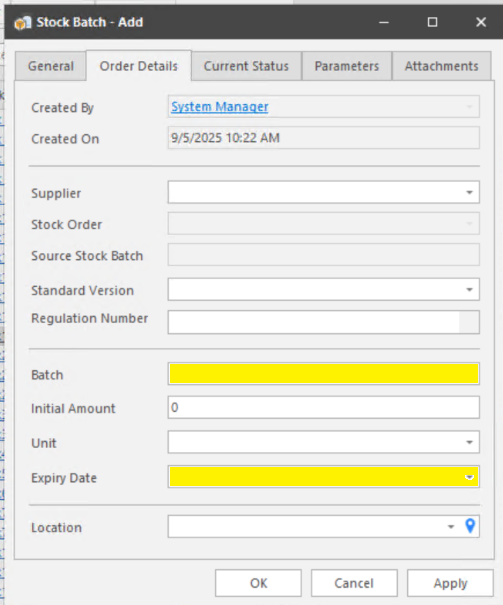 Stock Batch - Add
General Order Details Current Status Parameters Attachments
Created By System Manager
Created On 9/5/2025 10:22 AM
Supplier
Stock Order
Source Stock Batch
Standard Version
Regulation Number
Batch
Initial Amount 0
Unit
Expiry Date
Location
OK Cancel Apply